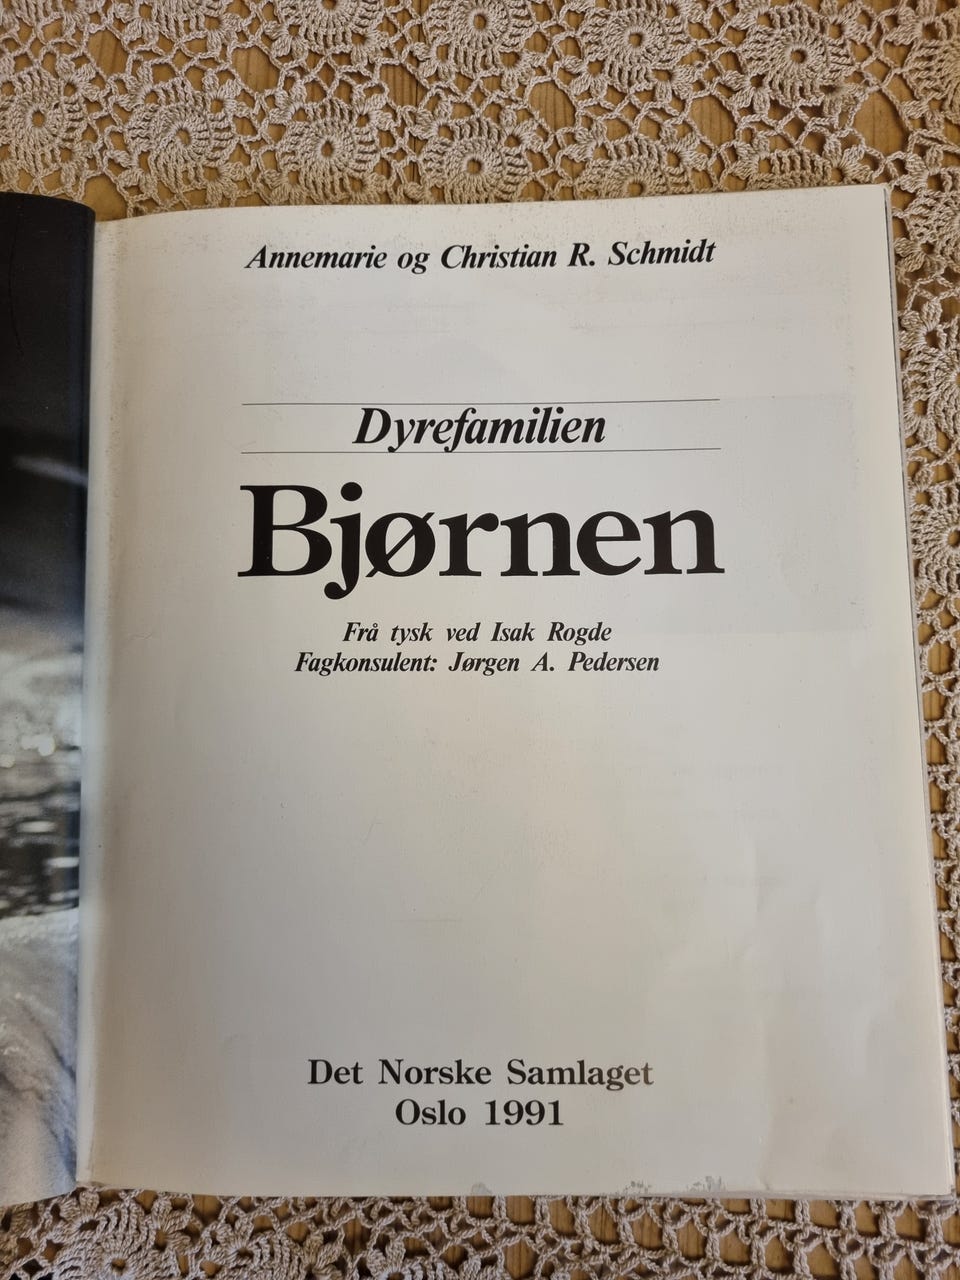 Annemarie og Christian R. Schmidt
Dyrefamilien
Bjørnen
Frå tysk ved Isak Rogde
Fagkonsulent: Jørgen A. Pedersen
Det Norske Samlaget
Oslo 1991